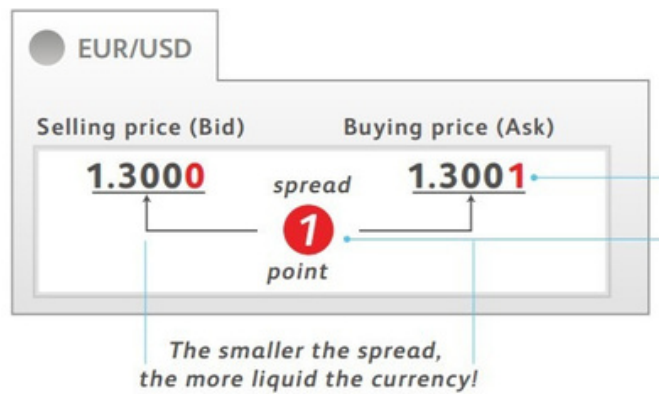 EUR/USD
Selling price (Bid) Buying price (Ask)
1.3000 spread 1.3001
1
point
The smaller the spread,
the more liquid the currency!